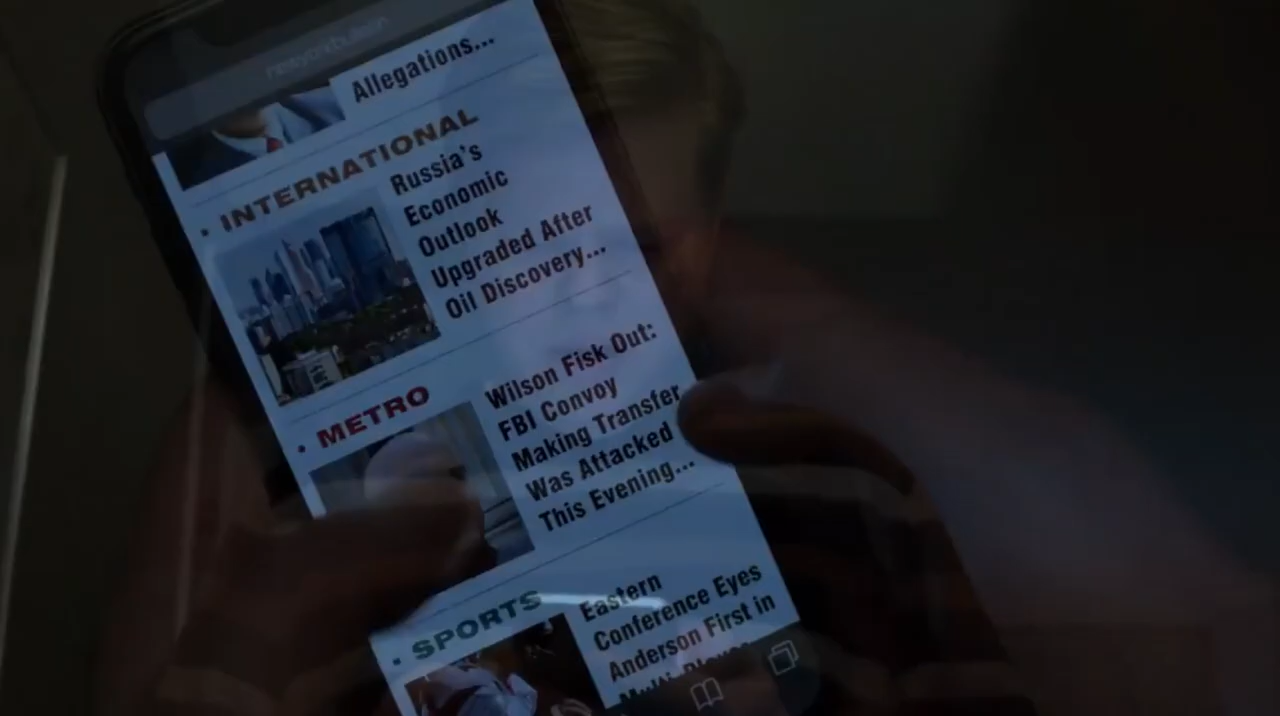 Allegations...
INTERNATIONAL
Russia's
Economic
Outlook
Upgraded After
Oil Discovery...
METRO
Wilson Fisk Out:
FBI Convoy
Making Transfer
Was Attacked
This Evening...
SPORTS
Eastern
Conference Eyes
Anderson First in